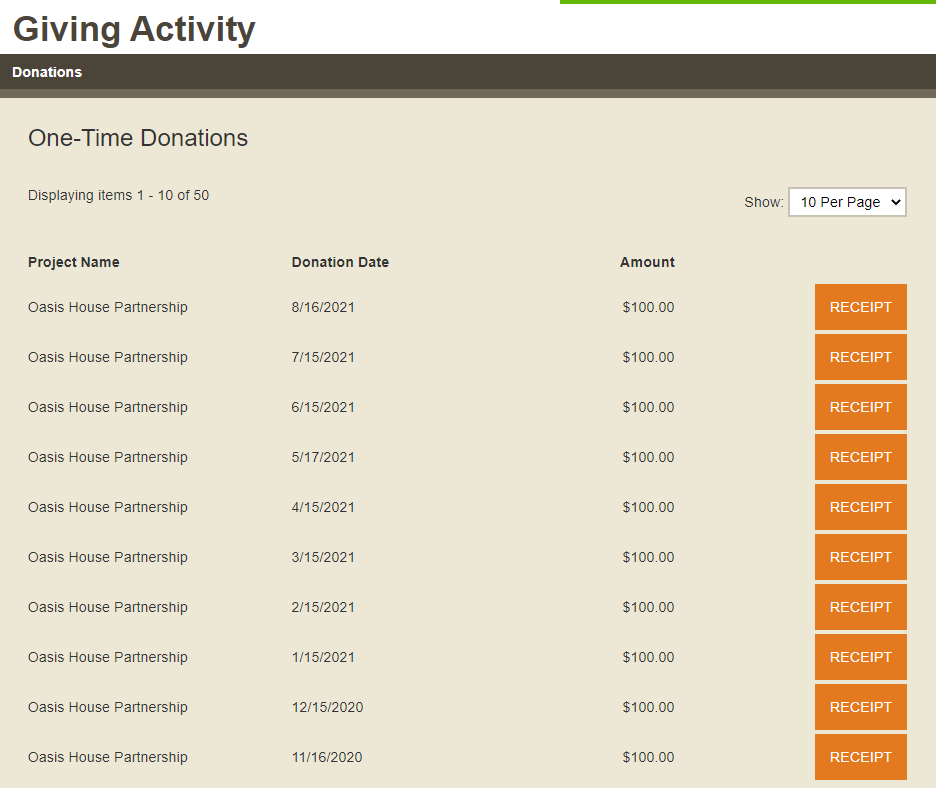 Giving Activity
Donations
One-Time Donations
Displaying items 1 - 10 of 50
Show: 10 Per Page
Project Name Donation Date Amount
Oasis House Partnership 8/16/2021 $100.00 RECEIPT
Oasis House Partnership 7/15/2021 $100.00 RECEIPT
Oasis House Partnership 6/15/2021 $100.00 RECEIPT
Oasis House Partnership 5/17/2021 $100.00 RECEIPT
Oasis House Partnership 4/15/2021 $100.00 RECEIPT
Oasis House Partnership 3/15/2021 $100.00 RECEIPT
Oasis House Partnership 2/15/2021 $100.00 RECEIPT
Oasis House Partnership 1/15/2021 $100.00 RECEIPT
Oasis House Partnership 12/15/2020 $100.00 RECEIPT
Oasis House Partnership 11/16/2020 $100.00 RECEIPT